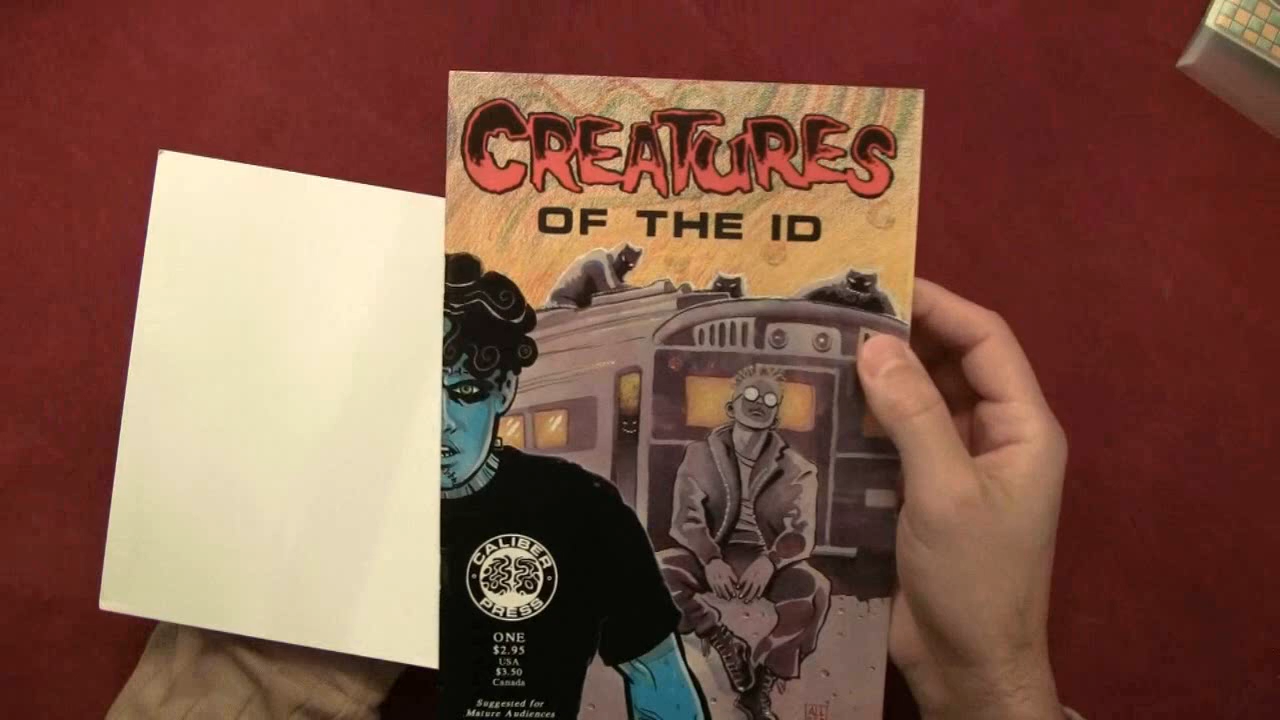 CREATURES
OF THE ID
CALIBER
PRESS
ONE
$2.95
USA
$3.50
Canada
Suggested for
Mature Audiences